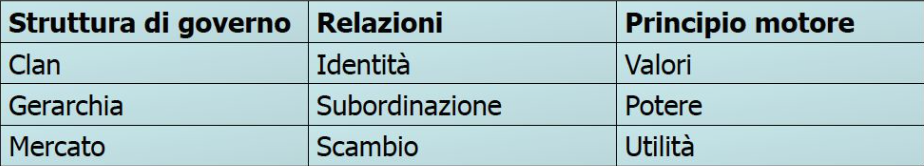 Struttura di governo Relazioni Principio motore
Clan Identità Valori
Gerarchia Subordinazione Potere
Mercato Scambio Utilità